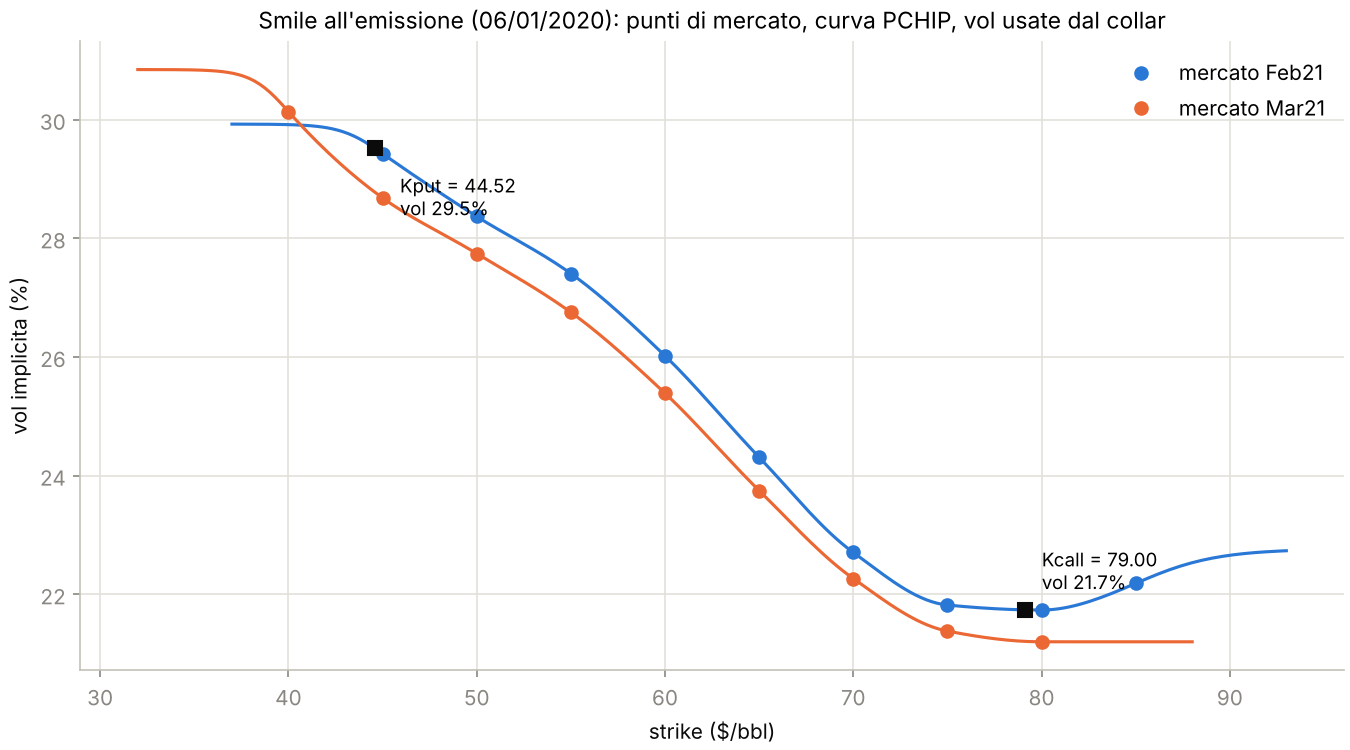 Smile all'emissione (06/01/2020): punti di mercato, curva PCHIP, vol usate dal collar
mercato Feb21
mercato Mar21
vol implicita (%)
30
28
26
24
22
Kput = 44.52
vol 29.5%
Kcall = 79.00
vol 21.7%
30
40
50
60
70
80
90
strike ($/bbl)